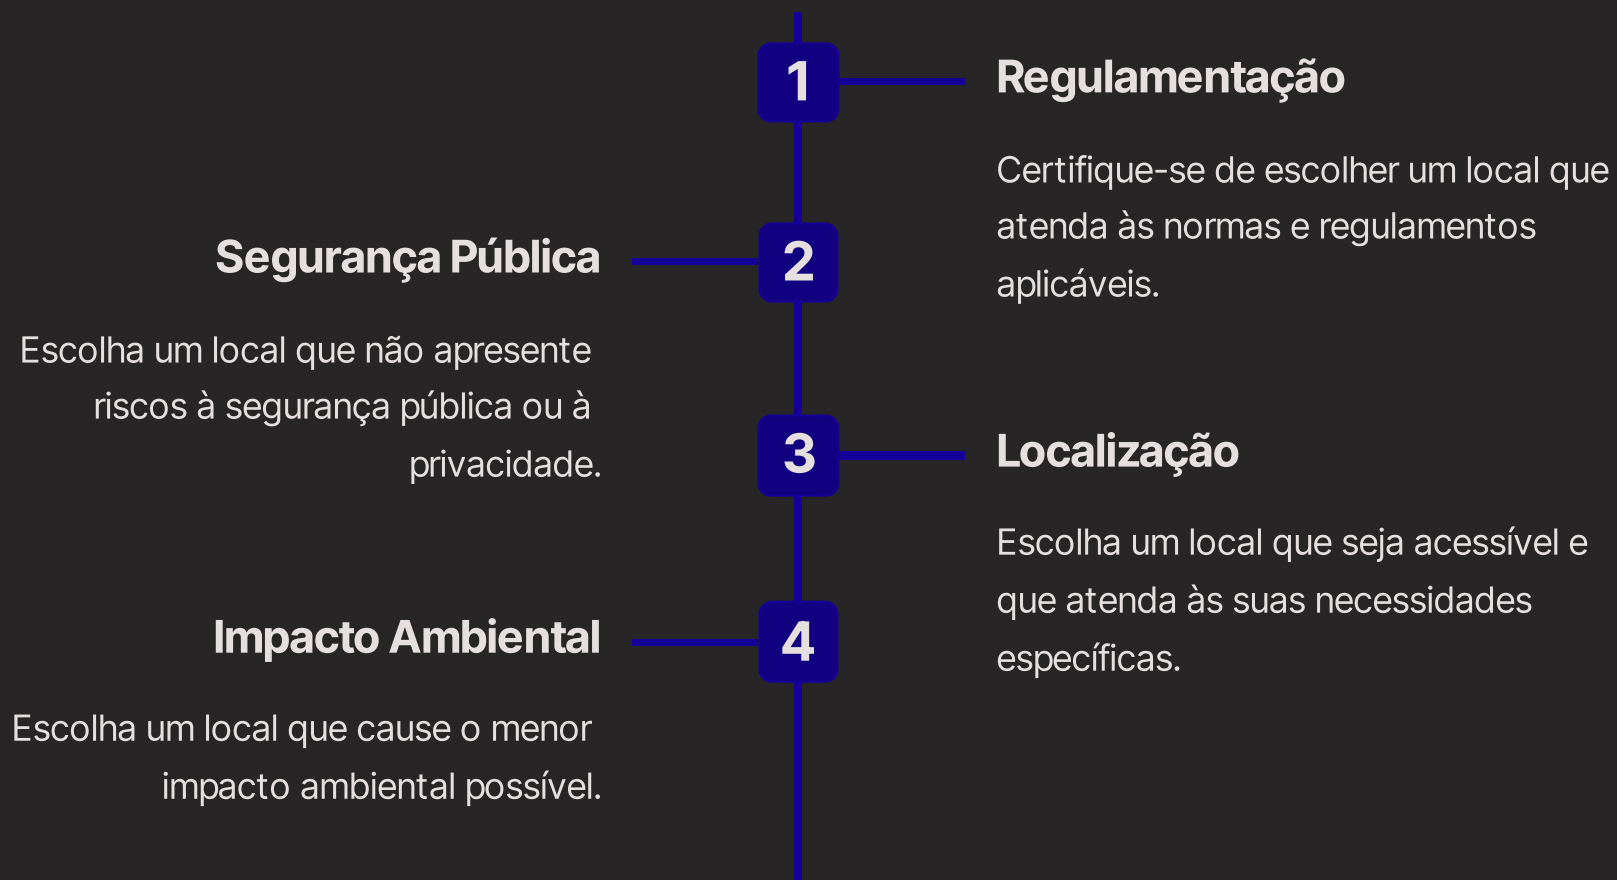 1
Regulamentação
Certifique-se de escolher um local que
atenda às normas e regulamentos
aplicáveis.
2
Segurança Pública
Escolha um local que não apresente
riscos à segurança pública ou à
privacidade.
3
Localização
Escolha um local que seja acessível e
que atenda às suas necessidades
específicas.
4
Impacto Ambiental
Escolha um local que cause o menor
impacto ambiental possível.